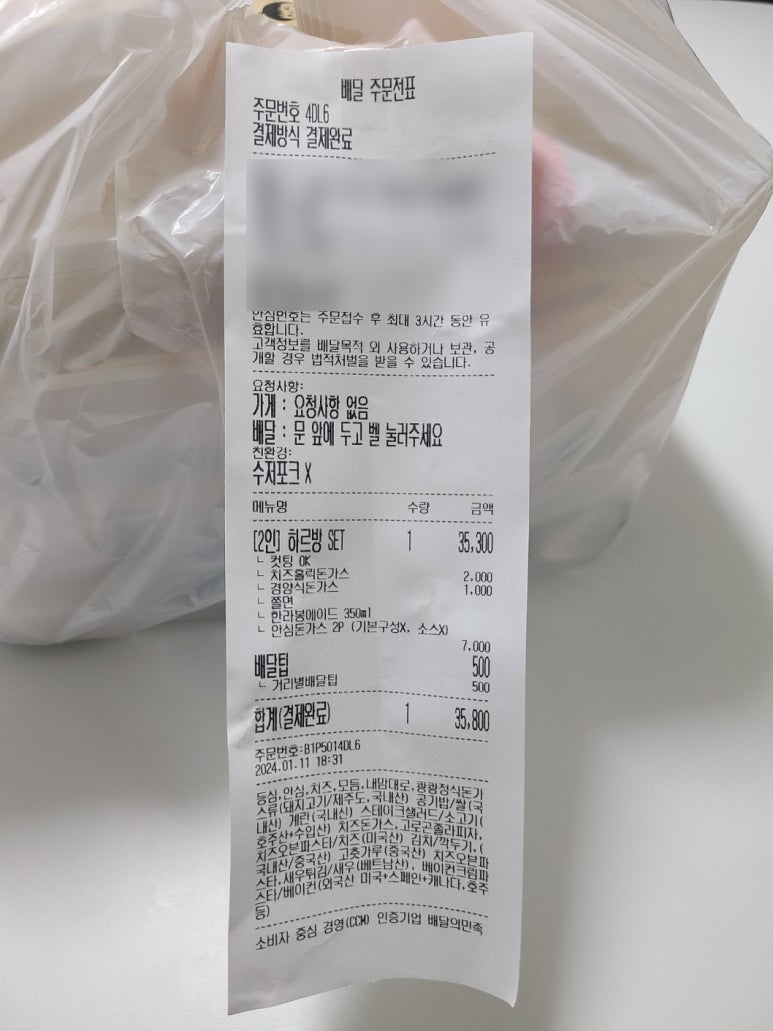 배달 주문전표
주문번호 4DL6
결제방식 결제완료
안심번호는 주문접수 후 최대 3시간 동안 유
효합니다.
고객정보를 배달목적 외 사용하거나 보관, 공
개할 경우 법적처벌을 받을 수 있습니다.
요청사항:
가게 : 요청사항 없음
배달 : 문 앞에 두고 벨 눌러주세요
친환경:
수저포크 X
메뉴명 수량 금액
[2인] 하르방 SET 1 35,300
ㄴ 컷팅 OK
ㄴ 치즈홀릭돈가스 2,000
ㄴ 경양식돈가스 1,000
ㄴ 쫄면
ㄴ 한라봉에이드 350ml
ㄴ 안심돈가스 2P (기본구성X, 소스X)
7,000
배달팁 500
ㄴ 거리별배달팁 500
합계(결제완료) 1 35,800
주문번호:B1P5014DL6
2024.01.11 18:31
등심,안심,치즈,모듬,내맘대로,쾅쾅정식돈가
스류(돼지고기/제주도,국내산) 공기밥/쌀(국
내산) 계란(국내산) 스테이크샐러드/소고기(
호주산+수입산) 치즈돈가스,고로곤졸라피자,
치즈오븐파스타/치즈(미국산) 김치/깍두기,(
국내산/중국산) 고춧가루(중국산) 치즈오븐파
스타,새우튀김/새우(베트남산), 베이컨크림파
스타/베이컨(외국산 미국+스페인+캐나다,호주
등)
소비자 중심 경영(CCM) 인증기업 배달의민족